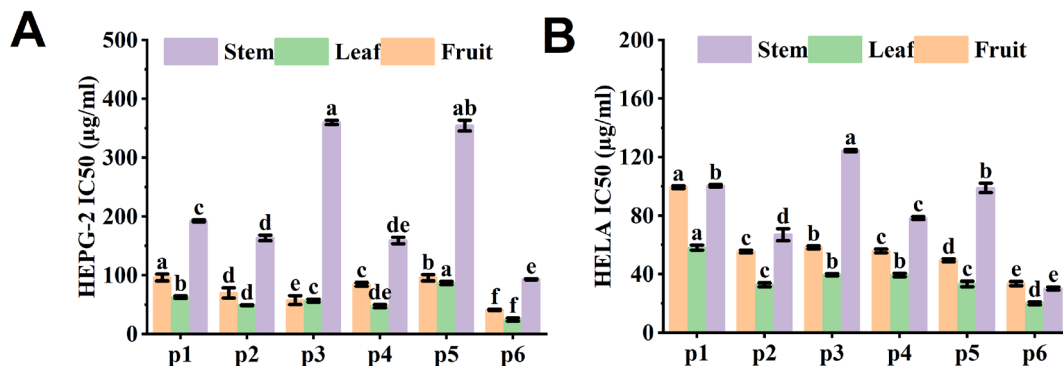 A
HEPG-2 IC50 (μg/ml)
500
400
300
200
100
0
Stem Leaf Fruit
a b c
d d d
e c a
c de de
b a ab
f f e
p1 p2 p3 p4 p5 p6
B
HELA IC50 (μg/ml)
200
160
120
80
40
0
Stem Leaf Fruit
a a b
c c d
b b a
c b c
d c b
e d e
p1 p2 p3 p4 p5 p6